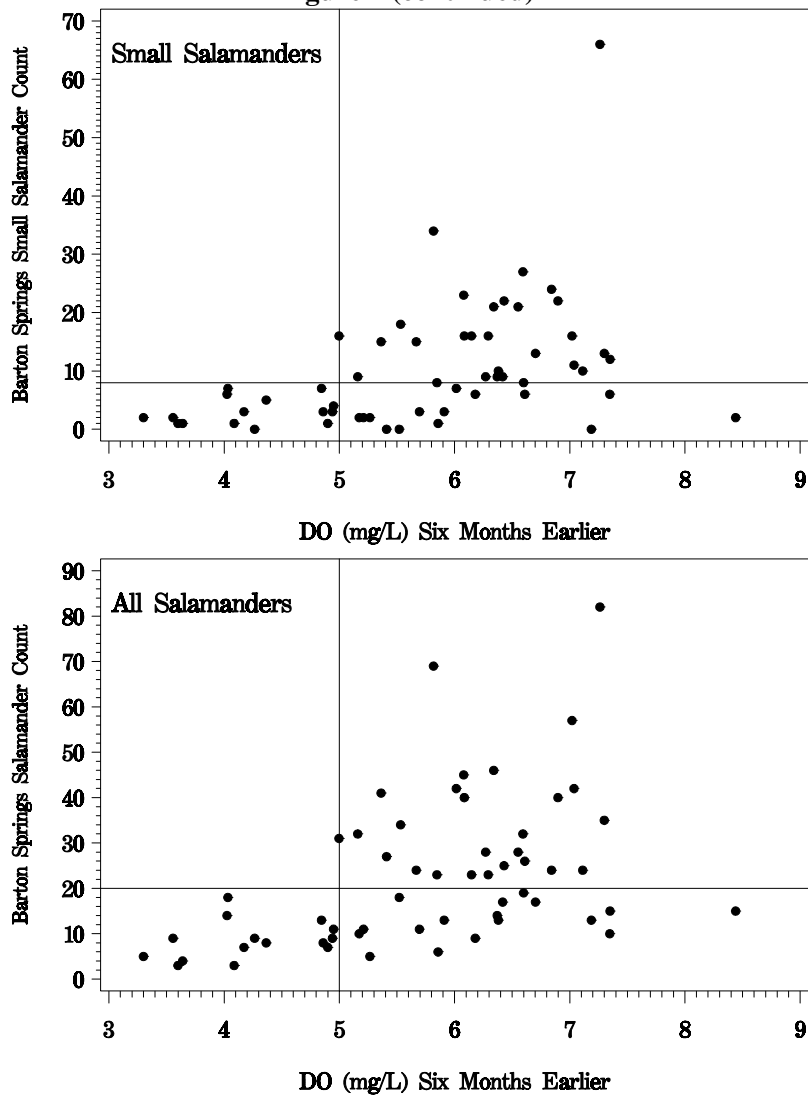 70
Small Salamanders
60
50
40
30
20
10
0
Barton Springs Small Salamander Count
3 4 5 6 7 8 9
DO (mg/L) Six Months Earlier
90
All Salamanders
80
70
60
50
40
30
20
10
0
Barton Springs Salamander Count
3 4 5 6 7 8 9
DO (mg/L) Six Months Earlier